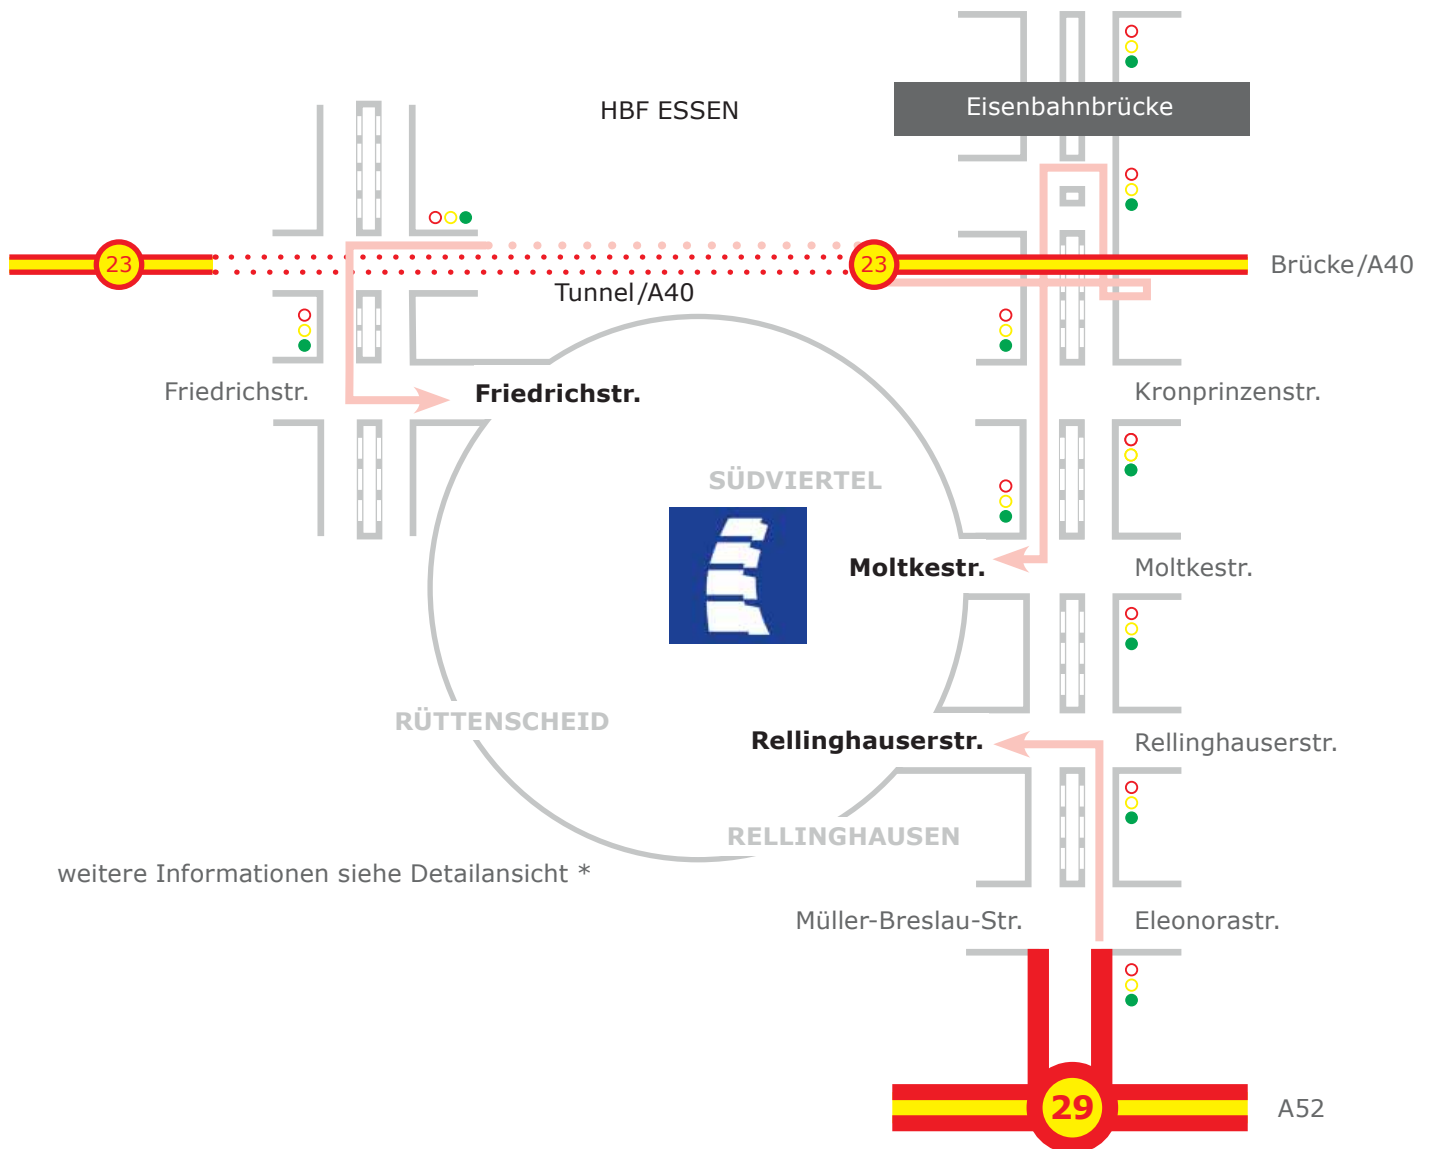 HBF ESSEN
Eisenbahnbrücke
23
23
Brücke/A40
Tunnel/A40
Friedrichstr.
Friedrichstr.
Kronprinzenstr.
SÜDVIERTEL
Moltkestr.
Moltkestr.
RÜTTENSCHEID
Rellinghauserstr.
Rellinghauserstr.
RELLINGHAUSEN
weitere Informationen siehe Detailansicht *
Müller-Breslau-Str.
Eleonorastr.
29
A52